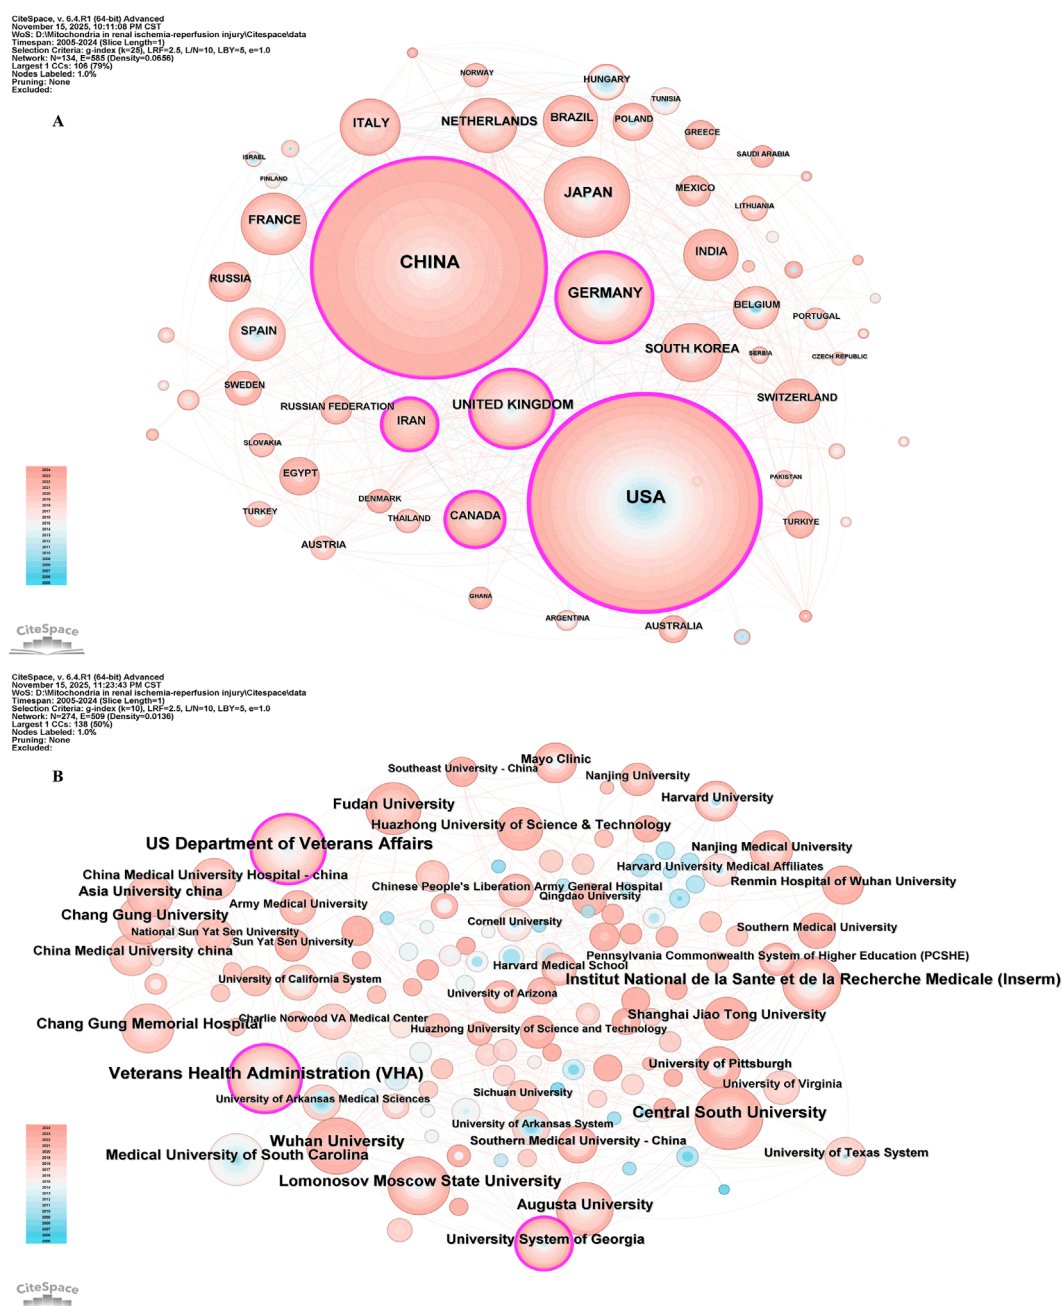 CiteSpace, v. 6.4.R1 (64-bit) Advanced
November 15, 2025, 10:11:08 PM CST
WoS: D:\Mitochondria in renal ischemia-reperfusion injury\Citespace\data
Timespan: 2005-2024 (Slice Length=1)
Selection Criteria: g-index (k=25), LRF=2.5, L/N=10, LBY=5, e=1.0
Network: N=134, E=585 (Density=0.0656)
Largest 1 CCs: 106 (79%)
Nodes Labeled: 1.0%
Pruning: None
Excluded:
A
NORWAY
HUNGARY
TUNISIA
ITALY
NETHERLANDS
BRAZIL
POLAND
GREECE
ISRAEL
SAUDI ARABIA
FINLAND
JAPAN
MEXICO
LITHUANIA
FRANCE
CHINA
INDIA
RUSSIA
GERMANY
BELGIUM
PORTUGAL
SPAIN
SOUTH KOREA
SERBIA
CZECH REPUBLIC
SWEDEN
RUSSIAN FEDERATION
IRAN
UNITED KINGDOM
SWITZERLAND
SLOVAKIA
EGYPT
DENMARK
USA
PAKISTAN
TURKEY
THAILAND
CANADA
TURKIYE
AUSTRIA
GHANA
ARGENTINA
AUSTRALIA
CiteSpace
CiteSpace, v. 6.4.R1 (64-bit) Advanced
November 15, 2025, 11:23:43 PM CST
WoS: D:\Mitochondria in renal ischemia-reperfusion injury\Citespace\data
Timespan: 2005-2024 (Slice Length=1)
Selection Criteria: g-index (k=10), LRF=2.5, L/N=10, LBY=5, e=1.0
Network: N=274, E=509 (Density=0.0136)
Largest 1 CCs: 138 (50%)
Nodes Labeled: 1.0%
Pruning: None
Excluded:
B
Mayo Clinic
Southeast University - China
Nanjing University
Harvard University
Fudan University
Huazhong University of Science & Technology
US Department of Veterans Affairs
Nanjing Medical University
Harvard University Medical Affiliates
China Medical University Hospital - china
Renmin Hospital of Wuhan University
Chinese People's Liberation Army General Hospital
Asia University china
Qingdao University
Army Medical University
Chang Gung University
Cornell University
Southern Medical University
National Sun Yat Sen University
Sun Yat Sen University
China Medical University china
Pennsylvania Commonwealth System of Higher Education (PCSHE)
Harvard Medical School
University of California System
Institut National de la Sante et de la Recherche Medicale (Inserm)
University of Arizona
Shanghai Jiao Tong University
Chang Gung Memorial Hospital
Charlie Norwood VA Medical Center
Huazhong University of Science and Technology
University of Pittsburgh
Veterans Health Administration (VHA)
University of Virginia
Sichuan University
University of Arkansas Medical Sciences
Central South University
University of Arkansas System
Wuhan University
Southern Medical University - China
Medical University of South Carolina
University of Texas System
Lomonosov Moscow State University
Augusta University
University System of Georgia
CiteSpace